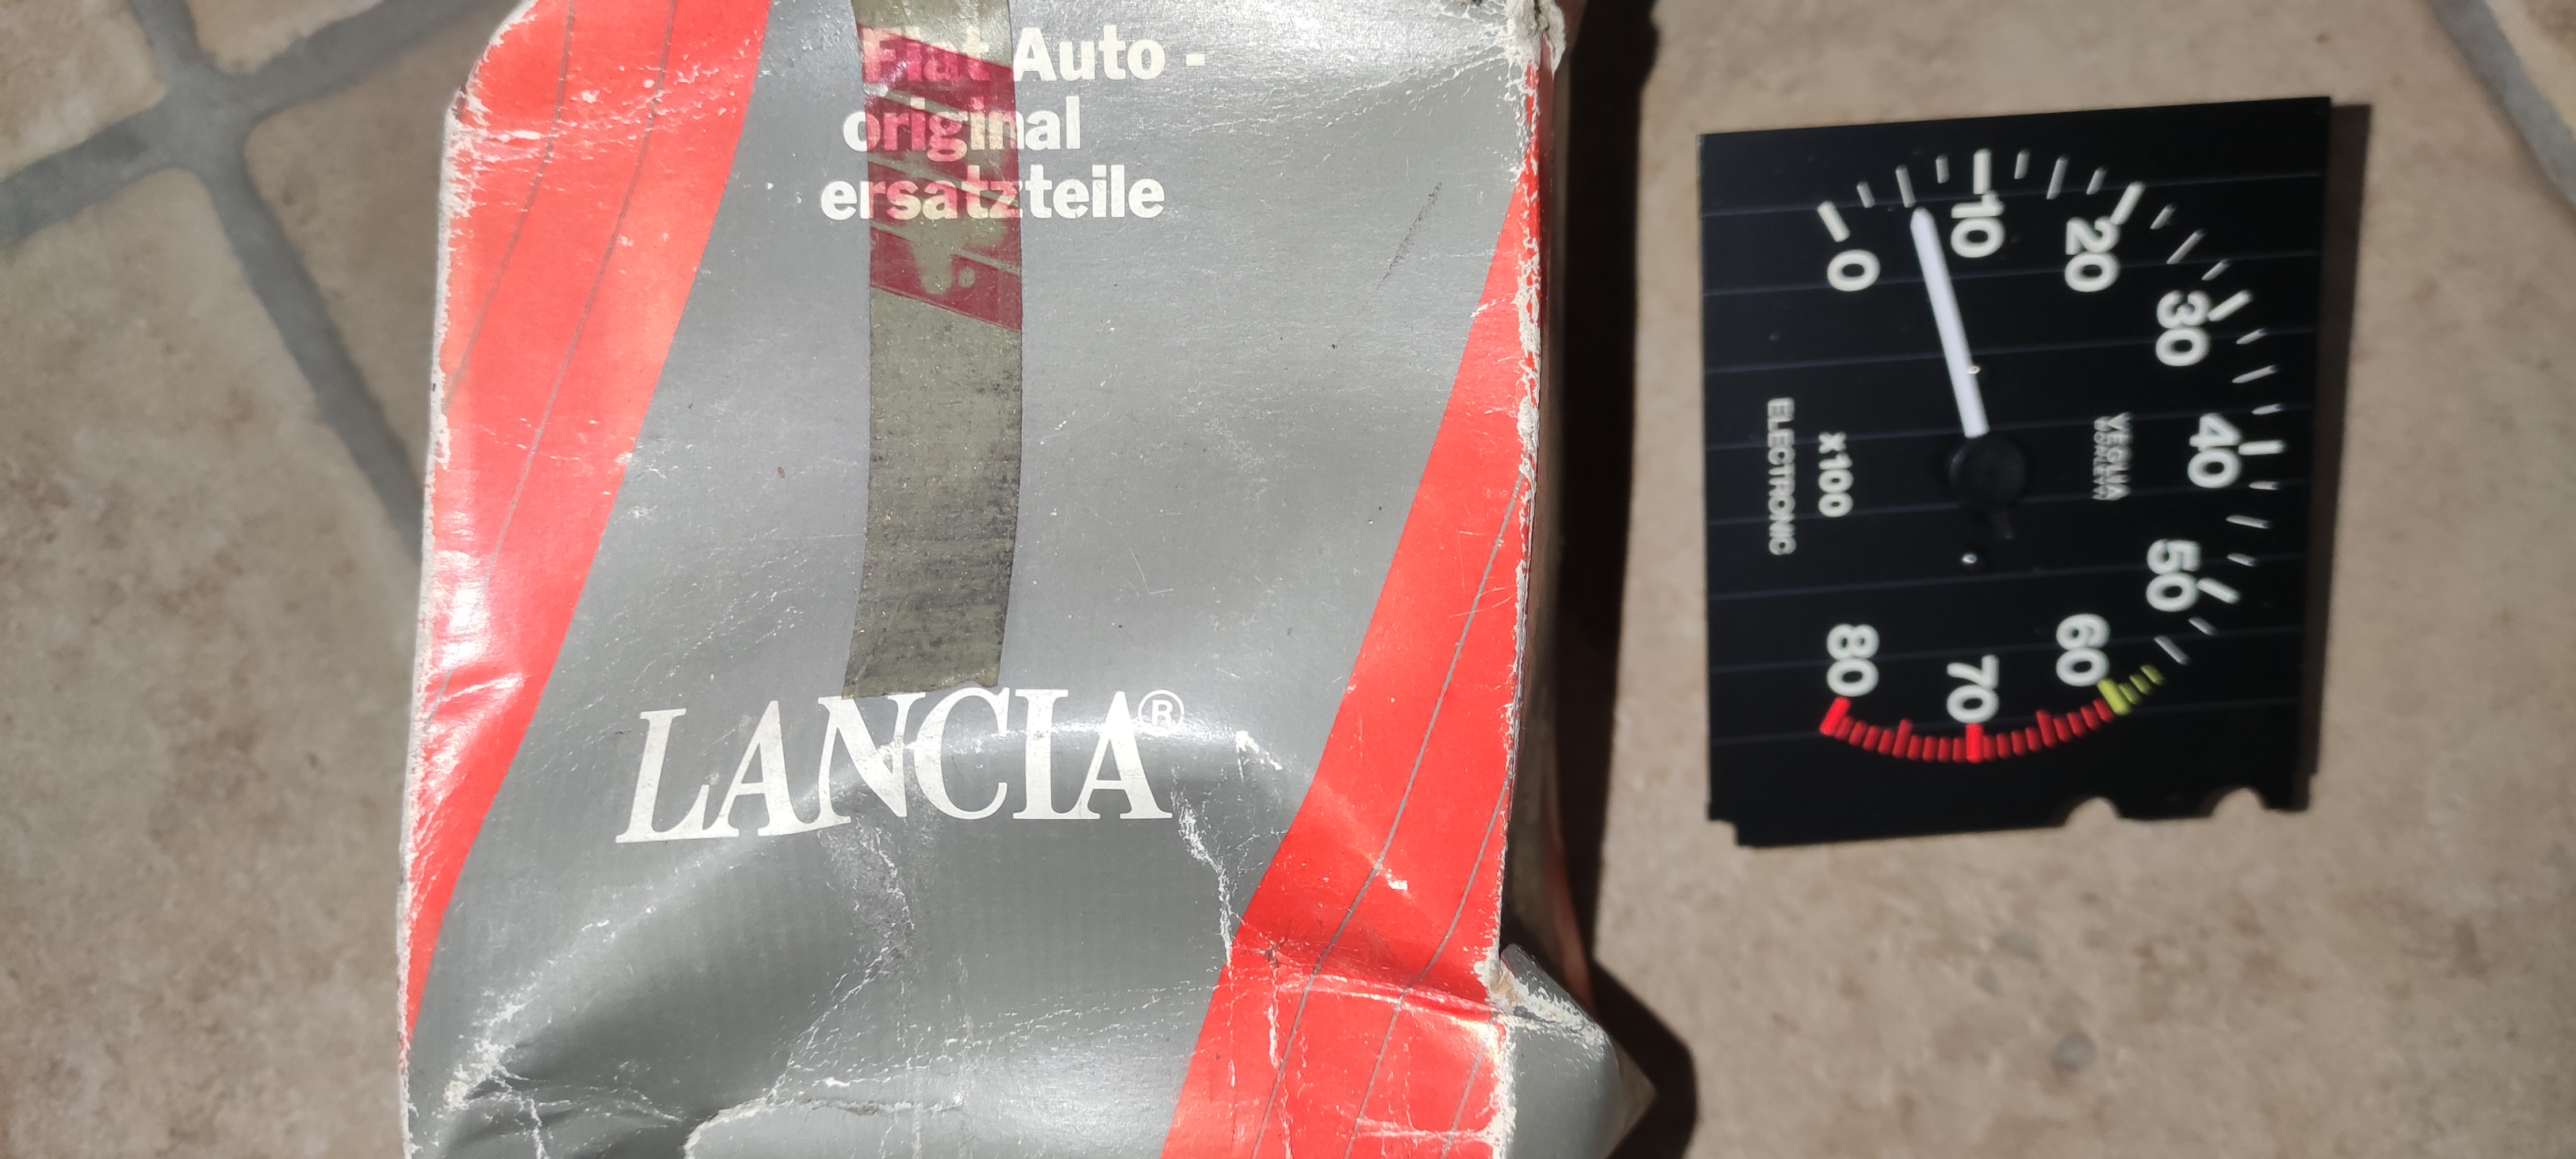 Fiat Auto -
original
ersatzteile
LANCIA®
0
10
20
30
40
50
60
70
80
VEGLIA
BORLETTI
x100
ELECTRONIC